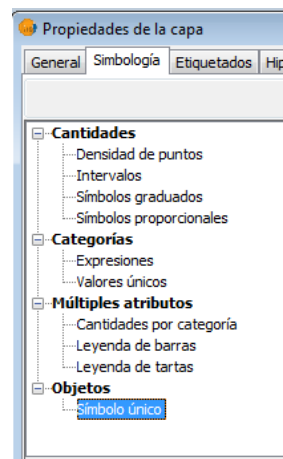 Propiedades de la capa
General Simbología Etiquetados
Cantidades
Densidad de puntos
Intervalos
Símbolos graduados
Símbolos proporcionales
Categorías
Expresiones
Valores únicos
Múltiples atributos
Cantidades por categoría
Leyenda de barras
Leyenda de tartas
Objetos
Símbolo único